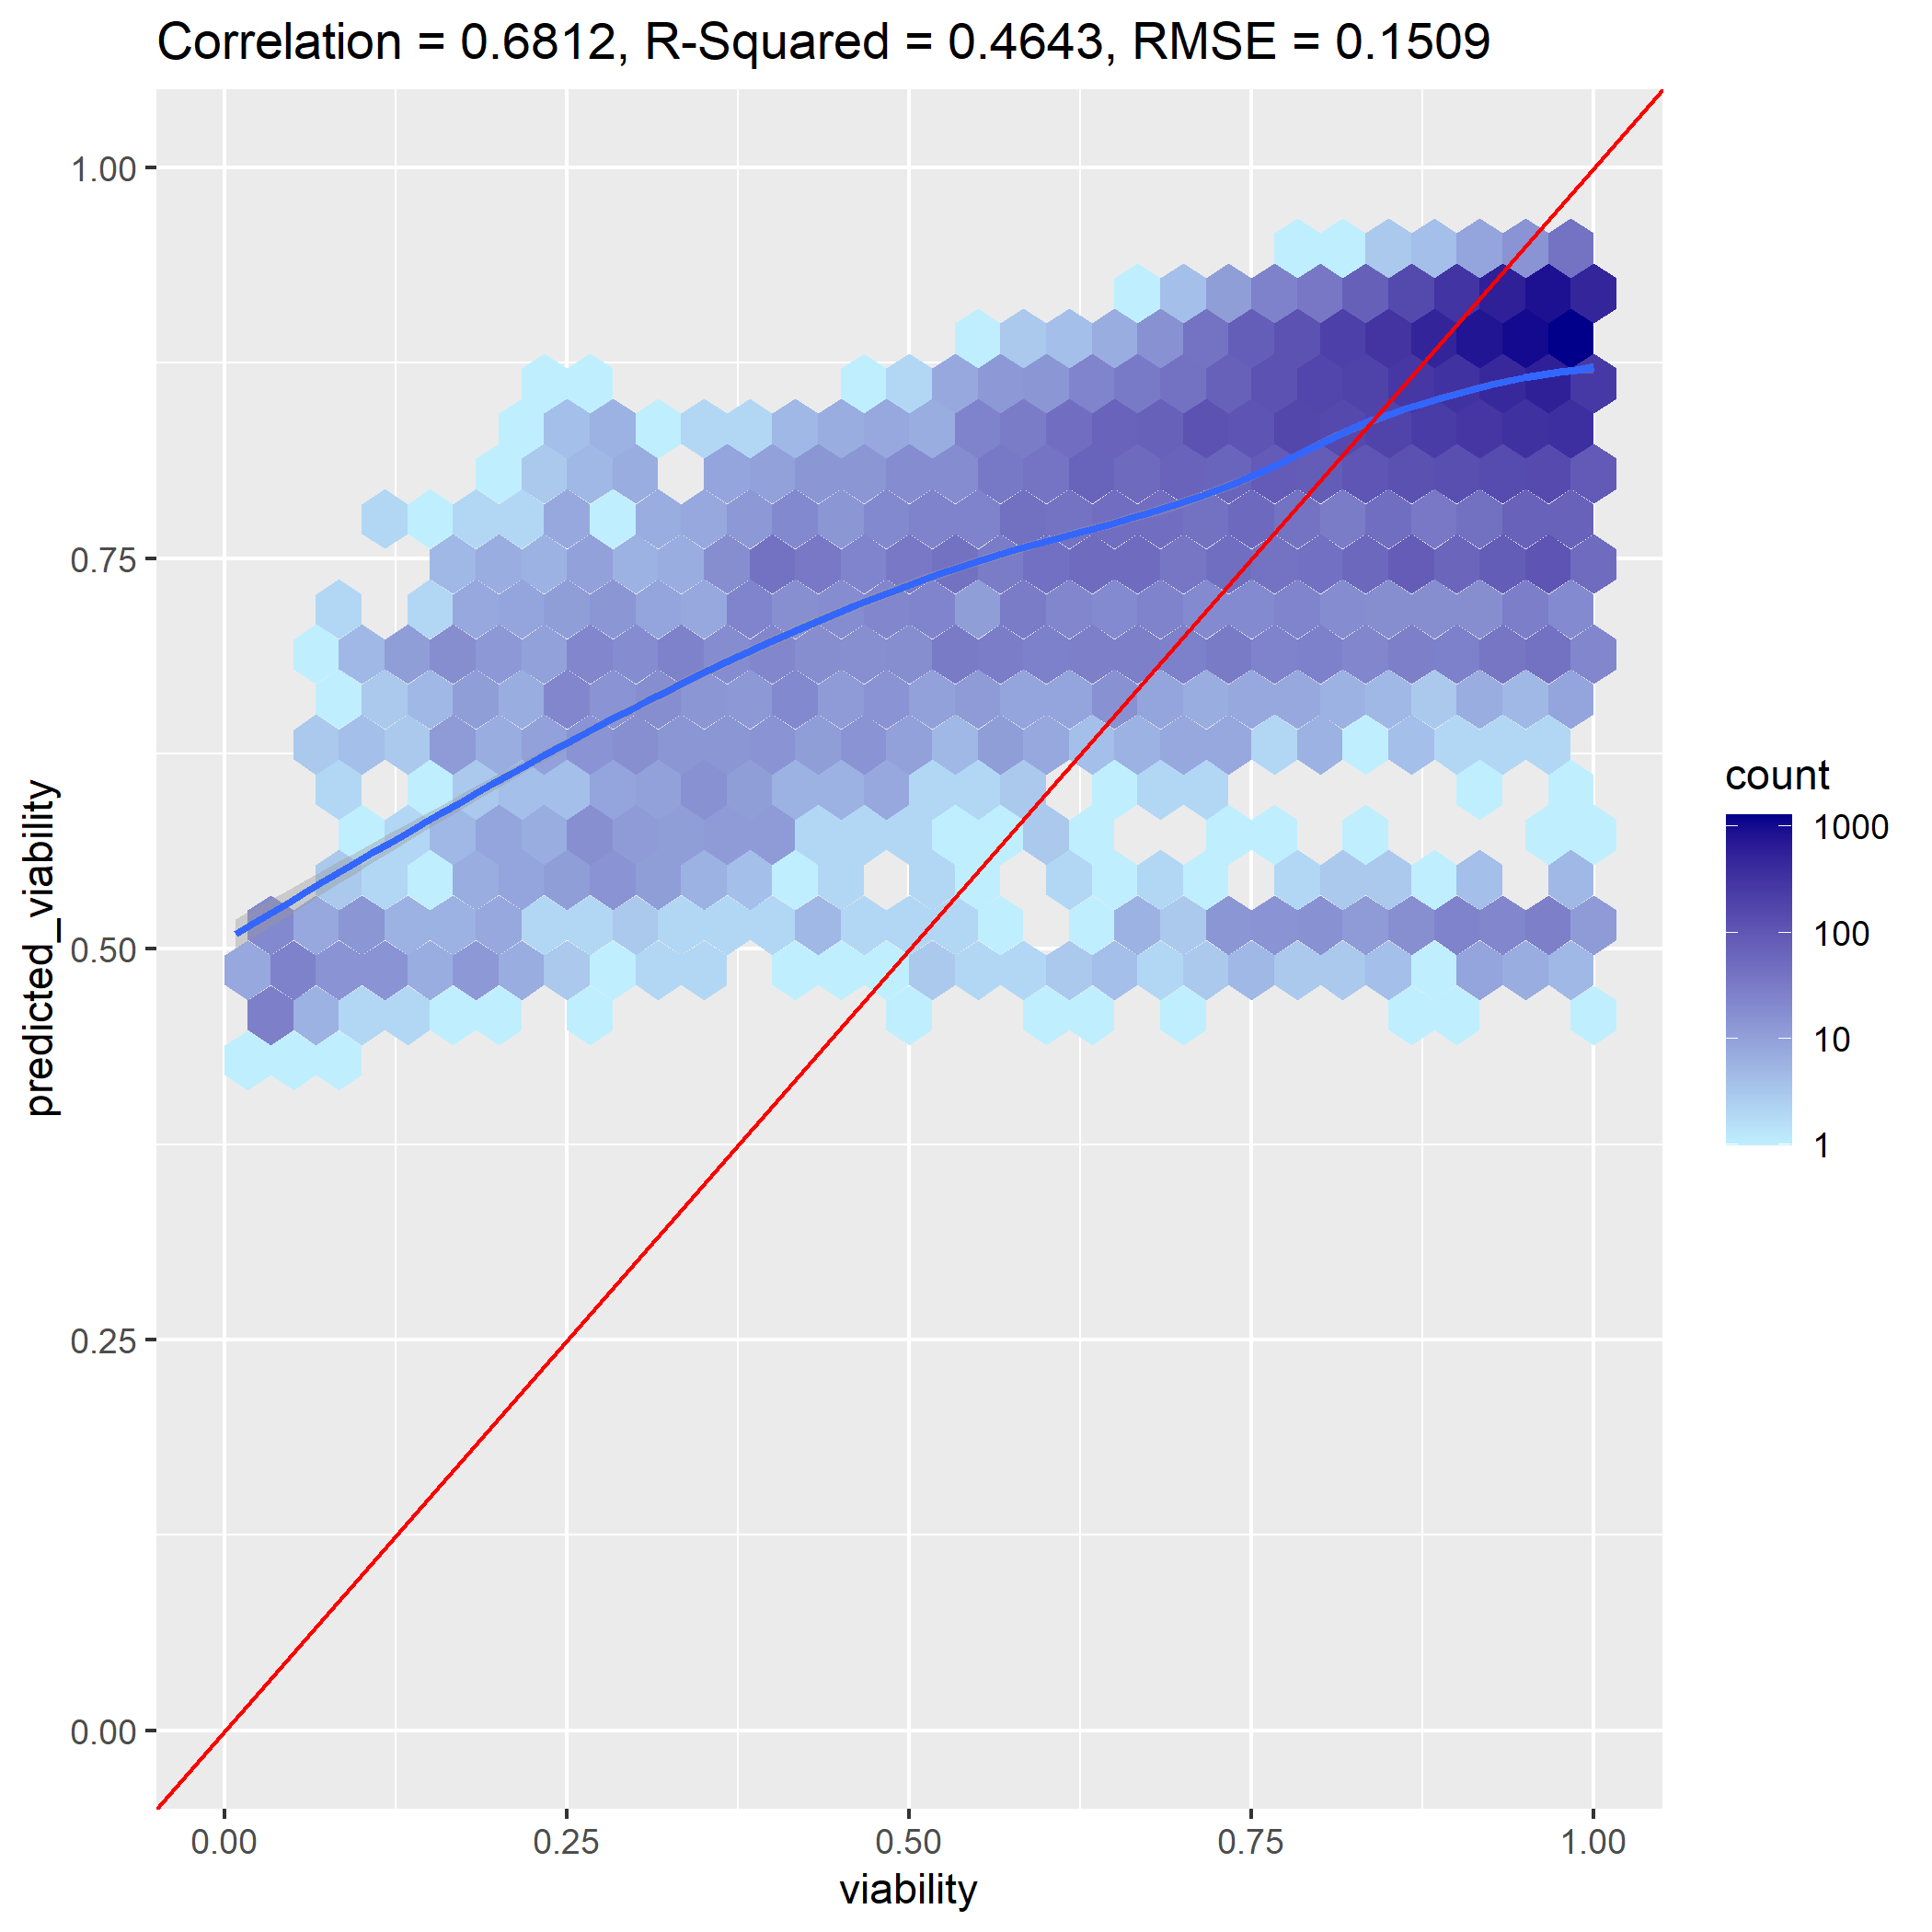 Correlation = 0.6812, R-Squared = 0.4643, RMSE = 0.1509
predicted_viability
1.00
0.75
0.50
0.25
0.00
0.00 0.25 0.50 0.75 1.00
viability
count
1000
100
10
1